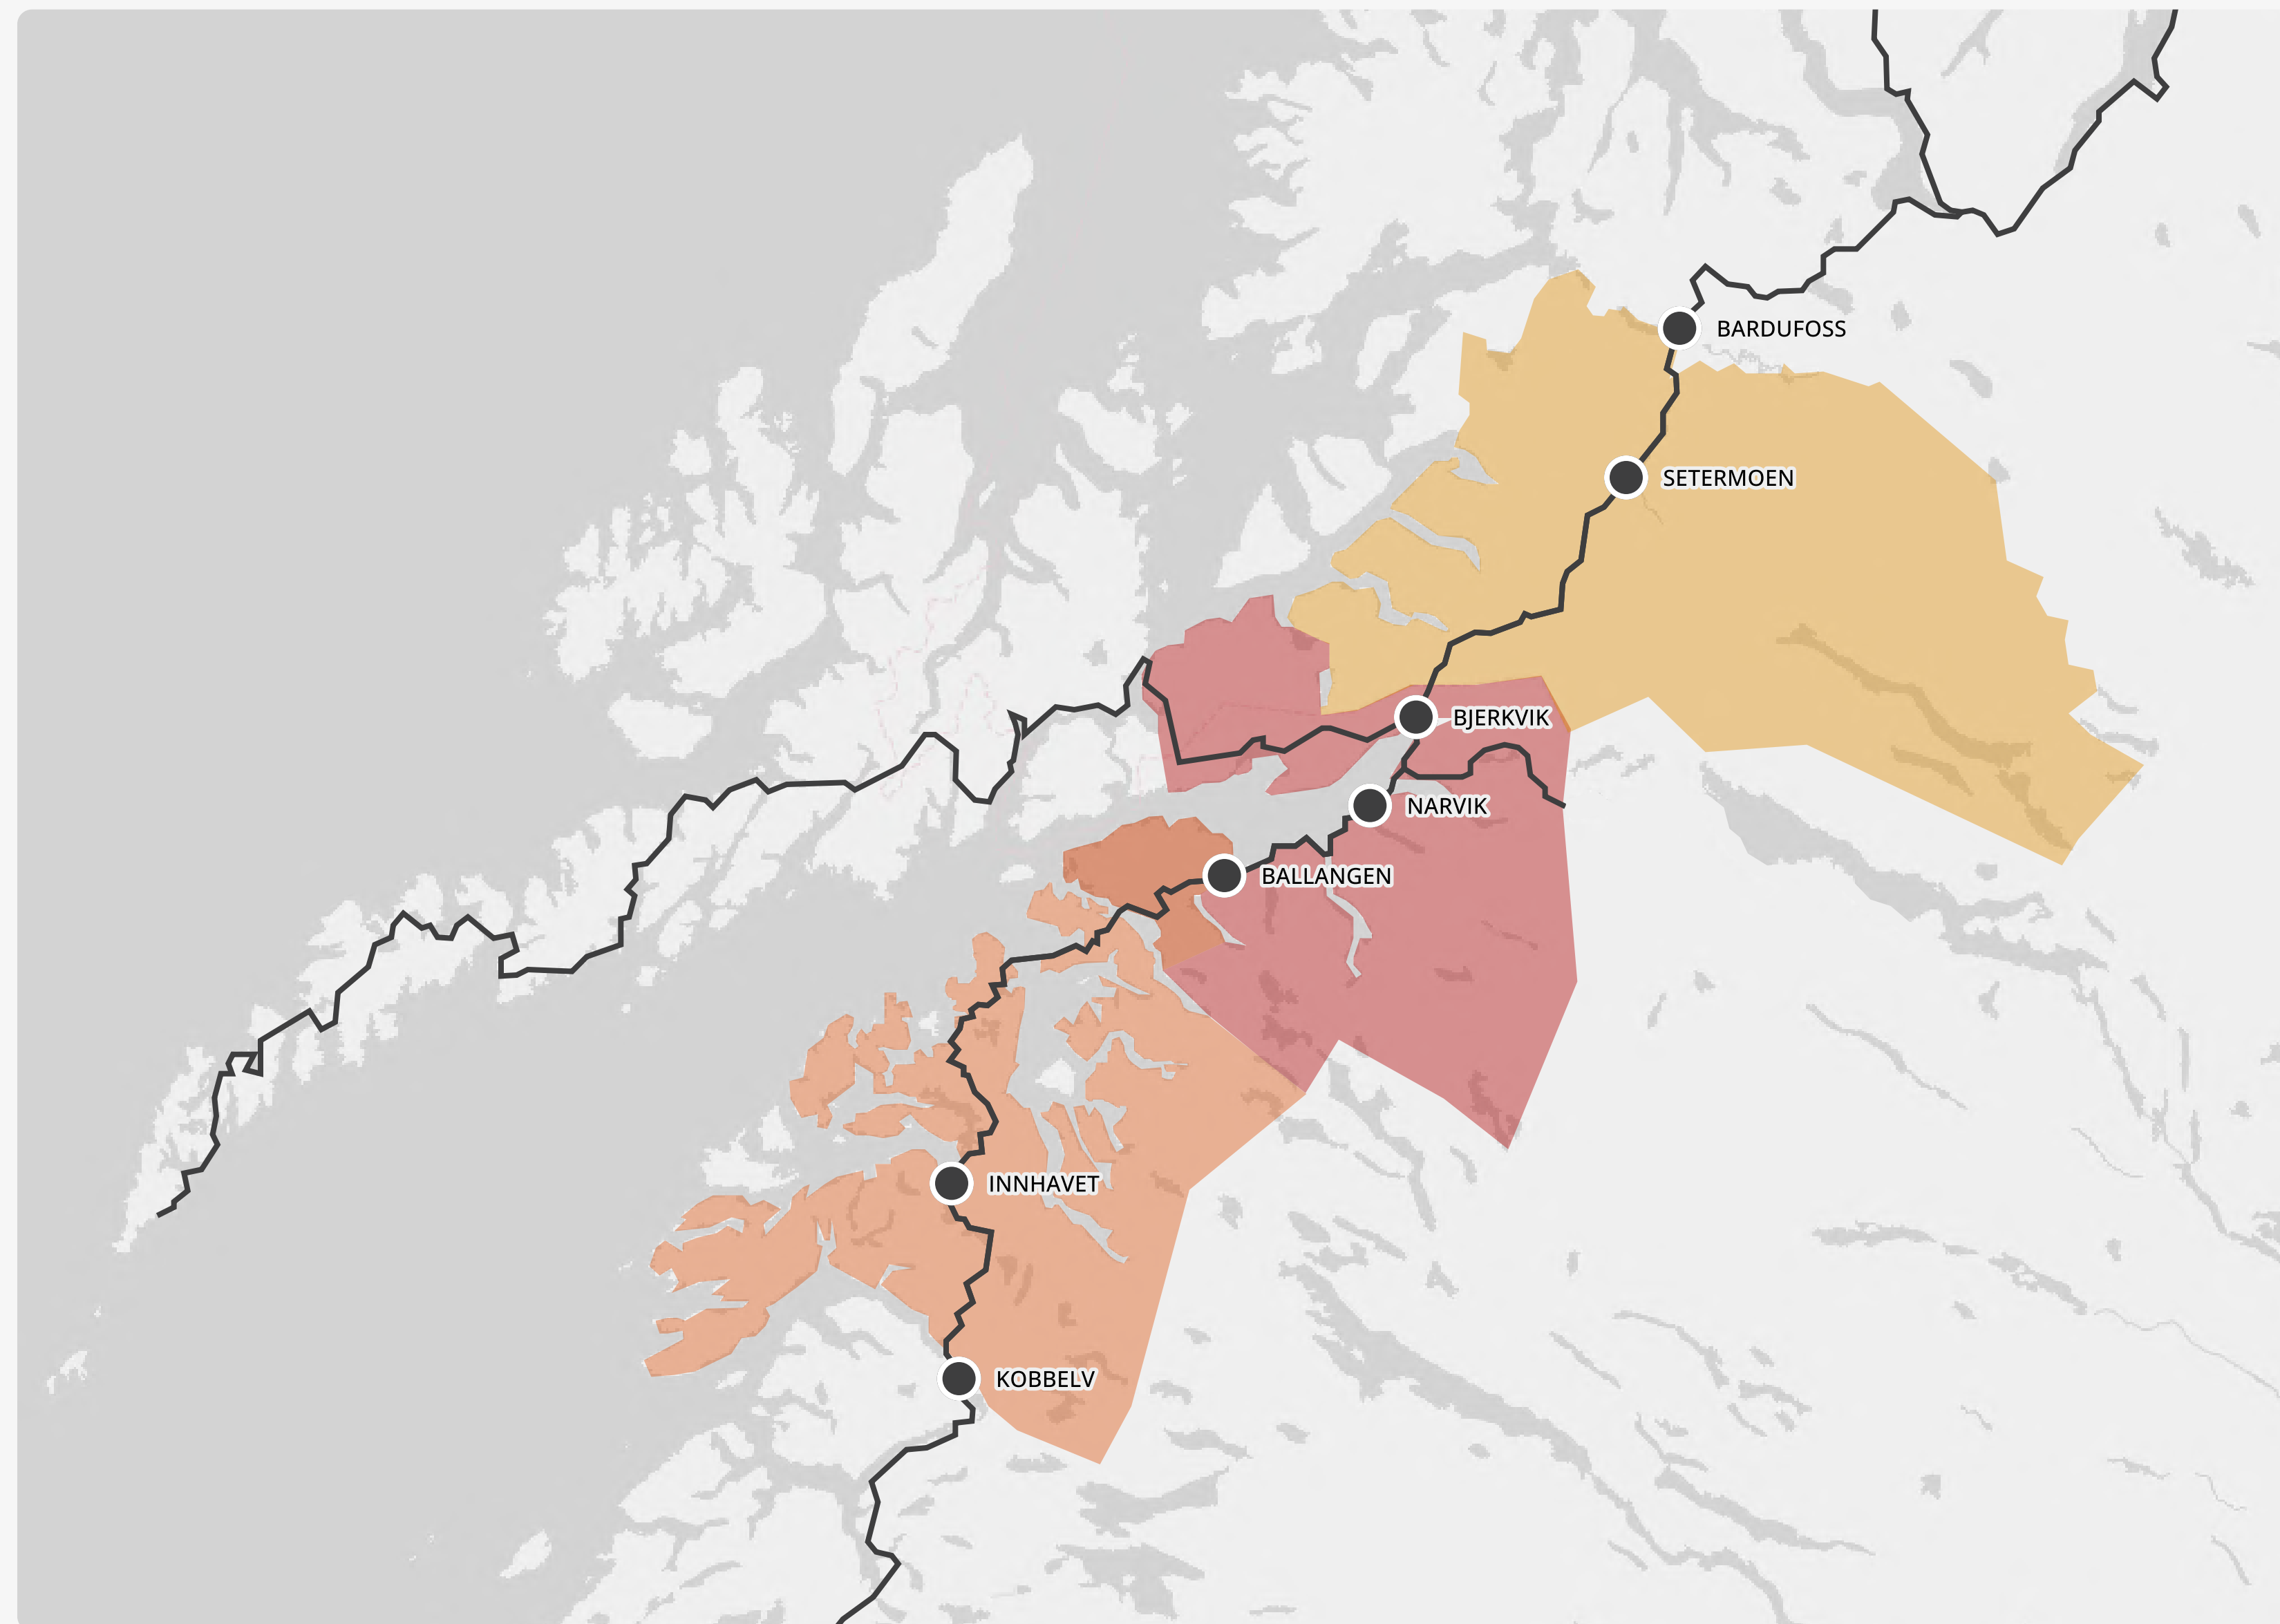 BARDUFOSS
SETERMOEN
BJERKVIK
NARVIK
BALLANGEN
INNHAVET
KOBBELV